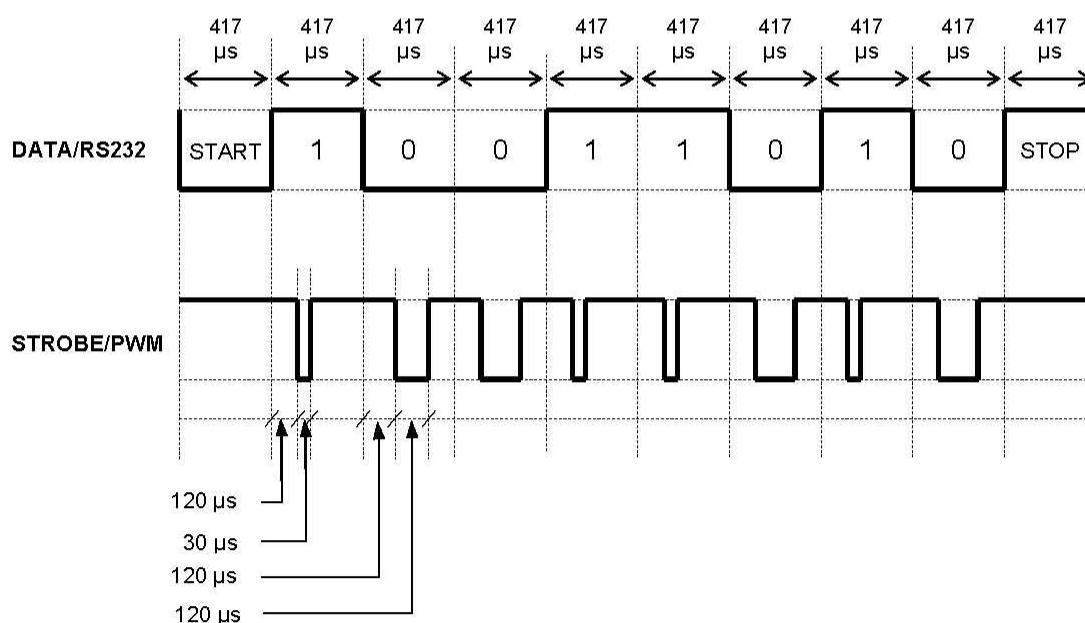 417 417 417 417 417 417 417 417 417 417
µs µs µs µs µs µs µs µs µs µs
DATA/RS232 START 1 0 0 1 1 0 1 0 STOP
STROBE/PWM
120 µs
30 µs
120 µs
120 µs